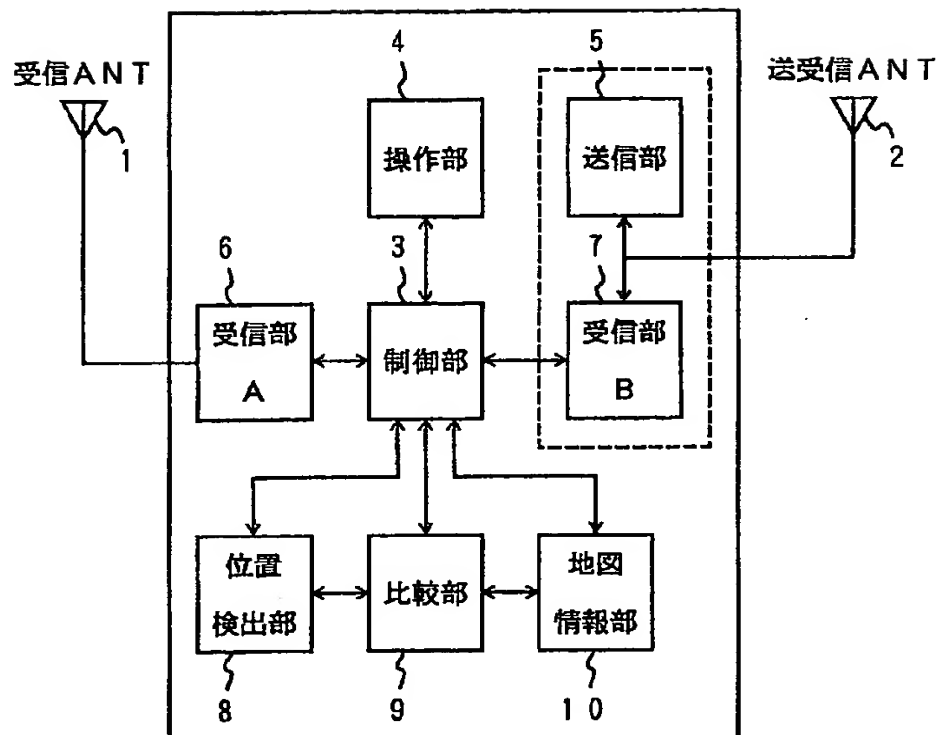 4
5
受信ANT
送受信ANT
1
2
操作部
送信部
6
3
7
受信部
A
制御部
受信部
B
位置
検出部
比較部
地図
情報部
8
9
10